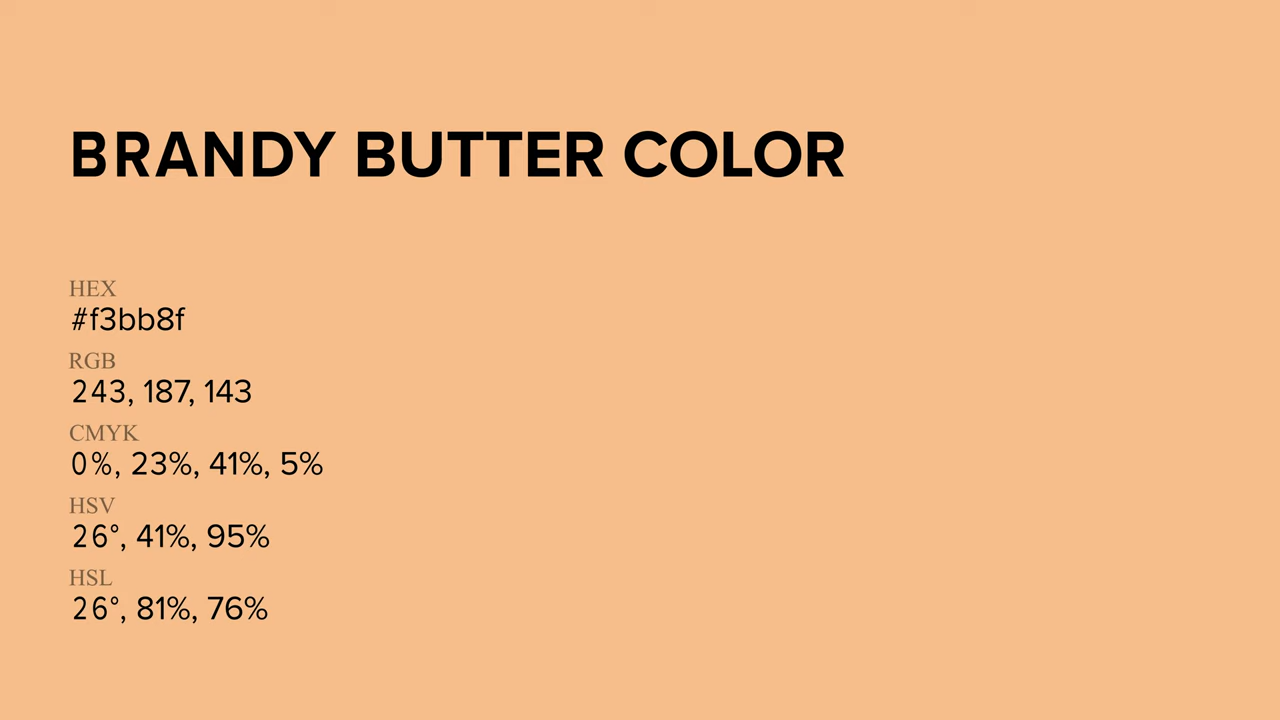 BRANDY BUTTER COLOR
HEX
#f3bb8f
RGB
243, 187, 143
CMYK
0%, 23%, 41%, 5%
HSV
26°, 41%, 95%
HSL
26°, 81%, 76%